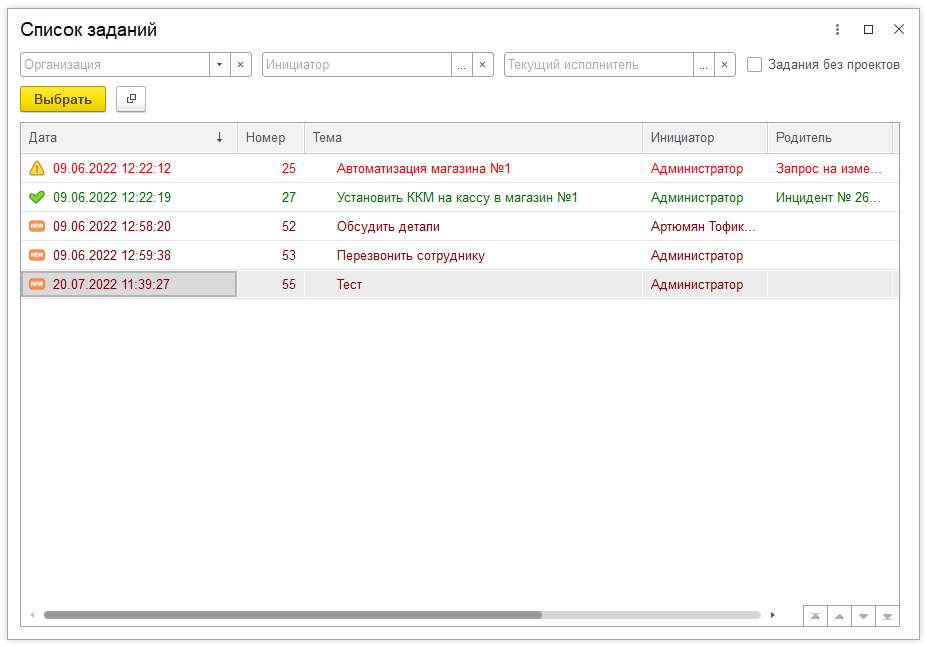 Список заданий
Организация Инициатор ... Текущий исполнитель ... Задания без проектов
Выбрать
Дата Номер Тема Инициатор Родитель
09.06.2022 12:22:12 25 Автоматизация магазина №1 Администратор Запрос на изме...
09.06.2022 12:22:19 27 Установить ККМ на кассу в магазин №1 Администратор Инцидент № 26...
NEW 09.06.2022 12:58:20 52 Обсудить детали Артюмян Тофик...
NEW 09.06.2022 12:59:38 53 Перезвонить сотруднику Администратор
NEW 20.07.2022 11:39:27 55 Тест Администратор